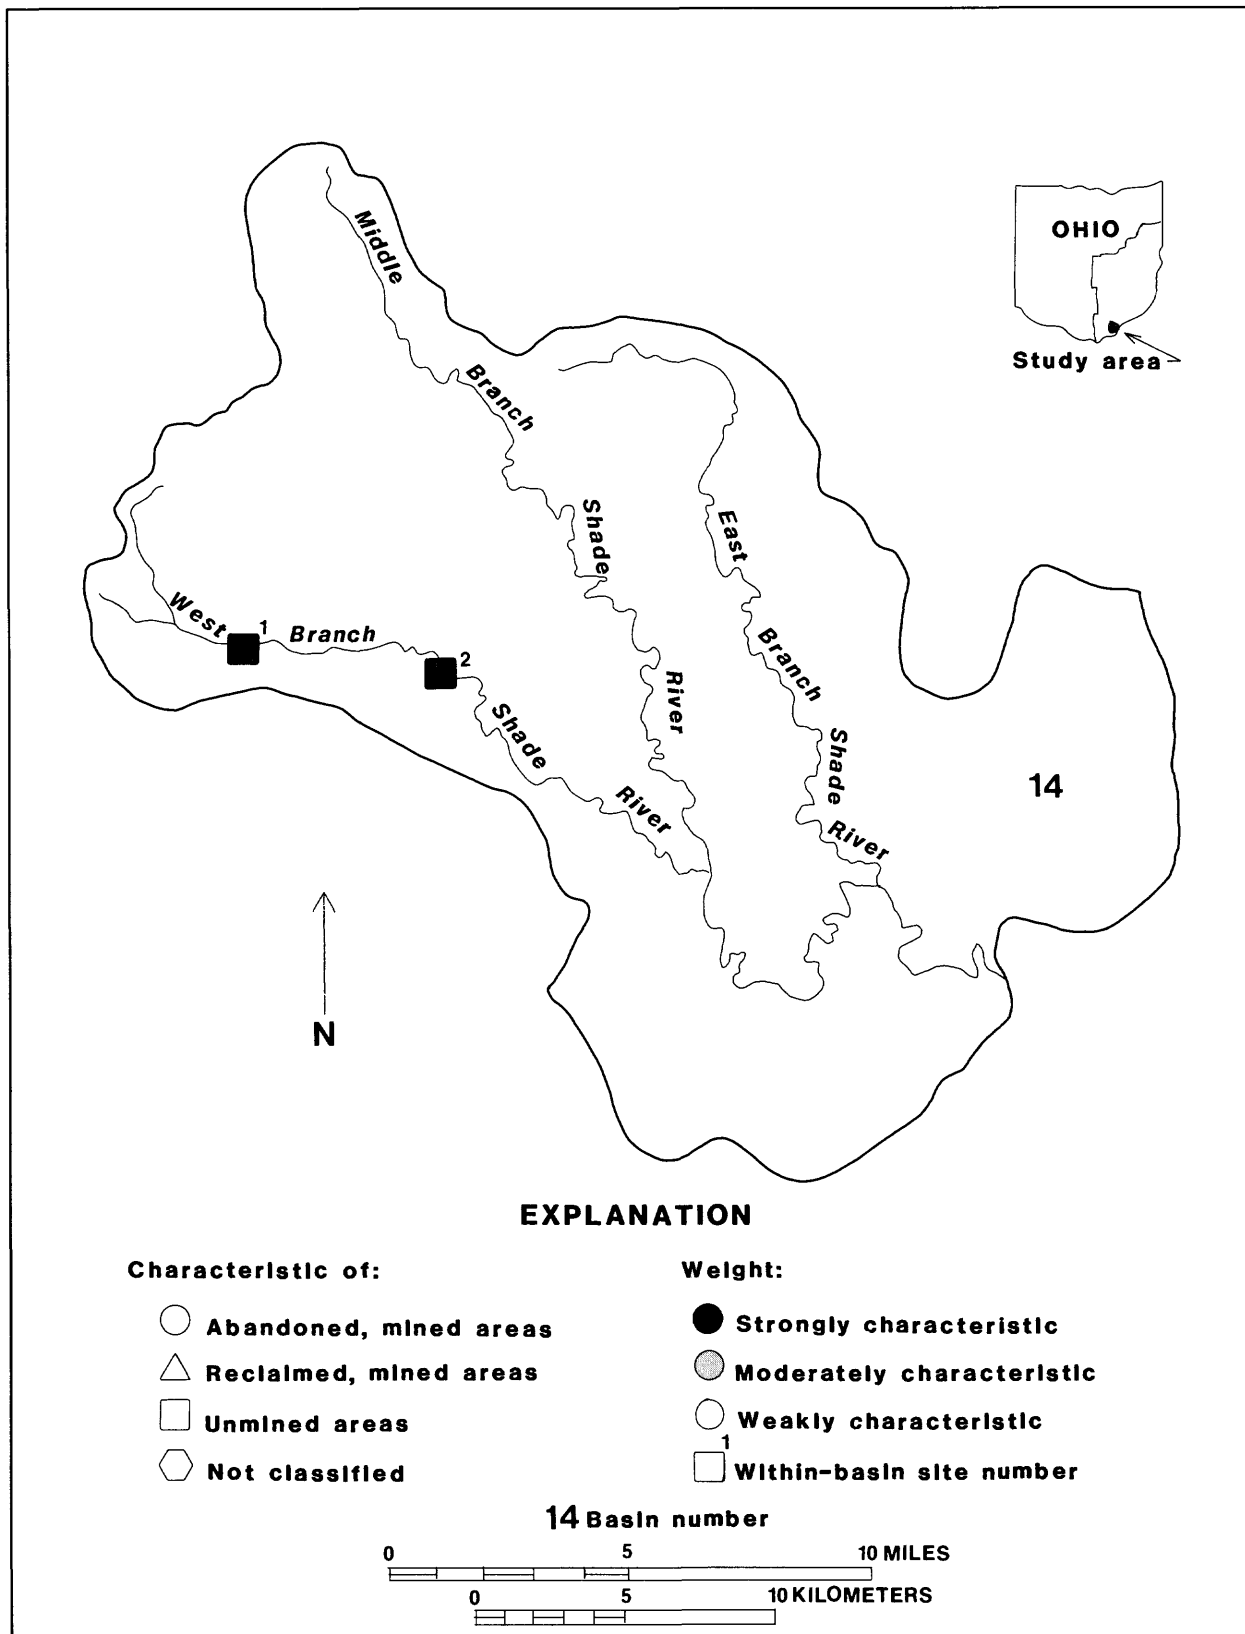 OHIO
Study area
Middle
Branch
Shade
River
East
Branch
Shade
River
West
1
Branch
2
Shade
River
14
N
EXPLANATION
Characteristic of:
Abandoned, mined areas
Reclaimed, mined areas
Unmined areas
Not classified
Weight:
Strongly characteristic
Moderately characteristic
Weakly characteristic
1
Within-basin site number
14 Basin number
0 5 10 MILES
0 5 10 KILOMETERS